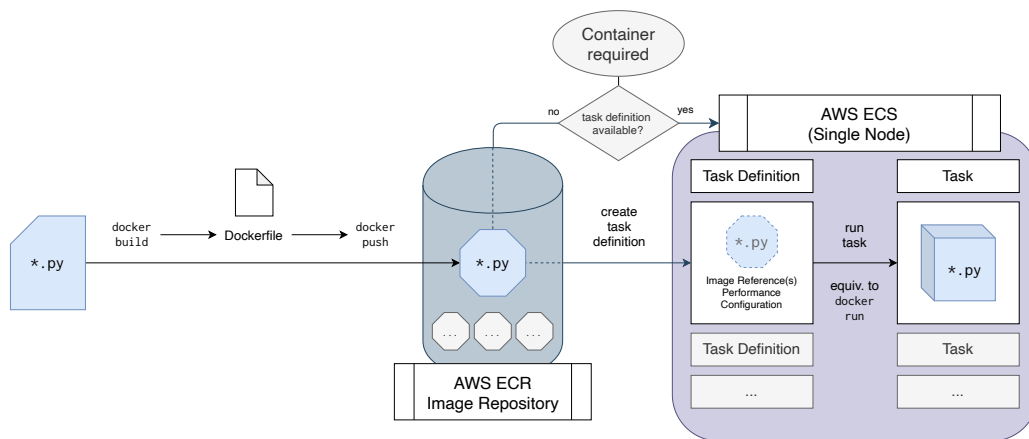 Container
required
no
task definition
available?
yes
AWS ECS
(Single Node)
Task Definition
Task
docker
build
Dockerfile
docker
push
create
task
definition
run
task
*.py
*.py
*.py
*.py
Image Reference(s)
Performance
Configuration
equiv. to
docker
run
...
...
...
Task Definition
Task
...
...
AWS ECR
Image Repository